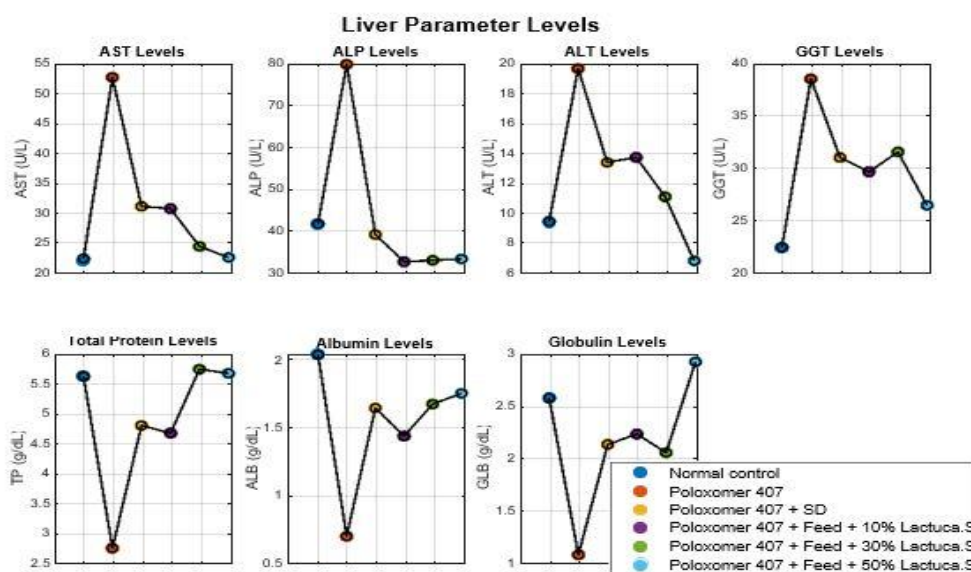 Liver Parameter Levels
AST Levels
ALP Levels
ALT Levels
GGT Levels
55
50
45
40
35
30
25
20
AST (U/L)
80
70
60
50
40
30
ALP (U/L)
20
18
16
14
12
10
8
6
ALT (U/L)
40
35
30
25
20
GGT (U/L)
Total Protein Levels
Albumin Levels
Globulin Levels
6
5.5
5
4.5
4
3.5
3
2.5
TP (g/dL)
2
1.5
1
0.5
ALB (g/dL)
3
2.5
2
1.5
1
GLB (g/dL)
Normal control
Poloxomer 407
Poloxomer 407 + SD
Poloxomer 407 + Feed + 10% Lactuca.S
Poloxomer 407 + Feed + 30% Lactuca.S
Poloxomer 407 + Feed + 50% Lactuca.S